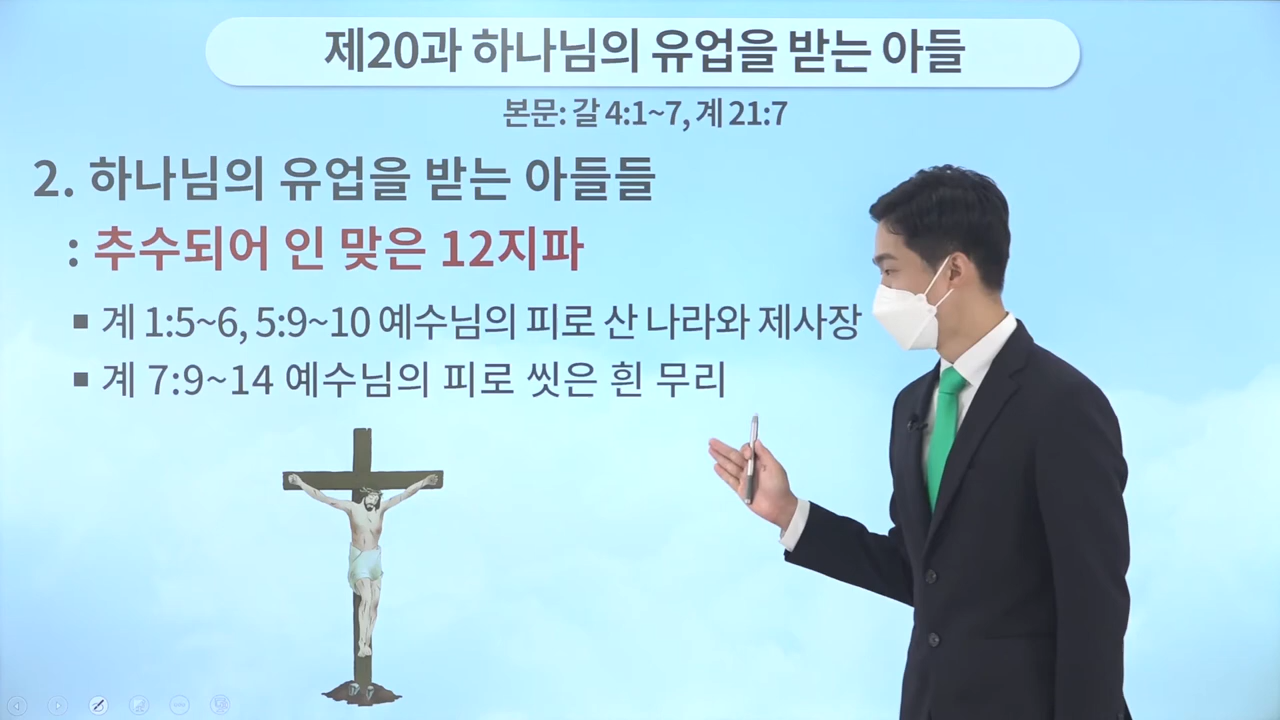 제20과 하나님의 유업을 받는 아들
본문: 갈 4:1~7, 계 21:7
2. 하나님의 유업을 받는 아들들
: 추수되어 인 맞은 12지파
▪ 계 1:5~6, 5:9~10 예수님의 피로 산 나라와 제사장
▪ 계 7:9~14 예수님의 피로 씻은 흰 무리